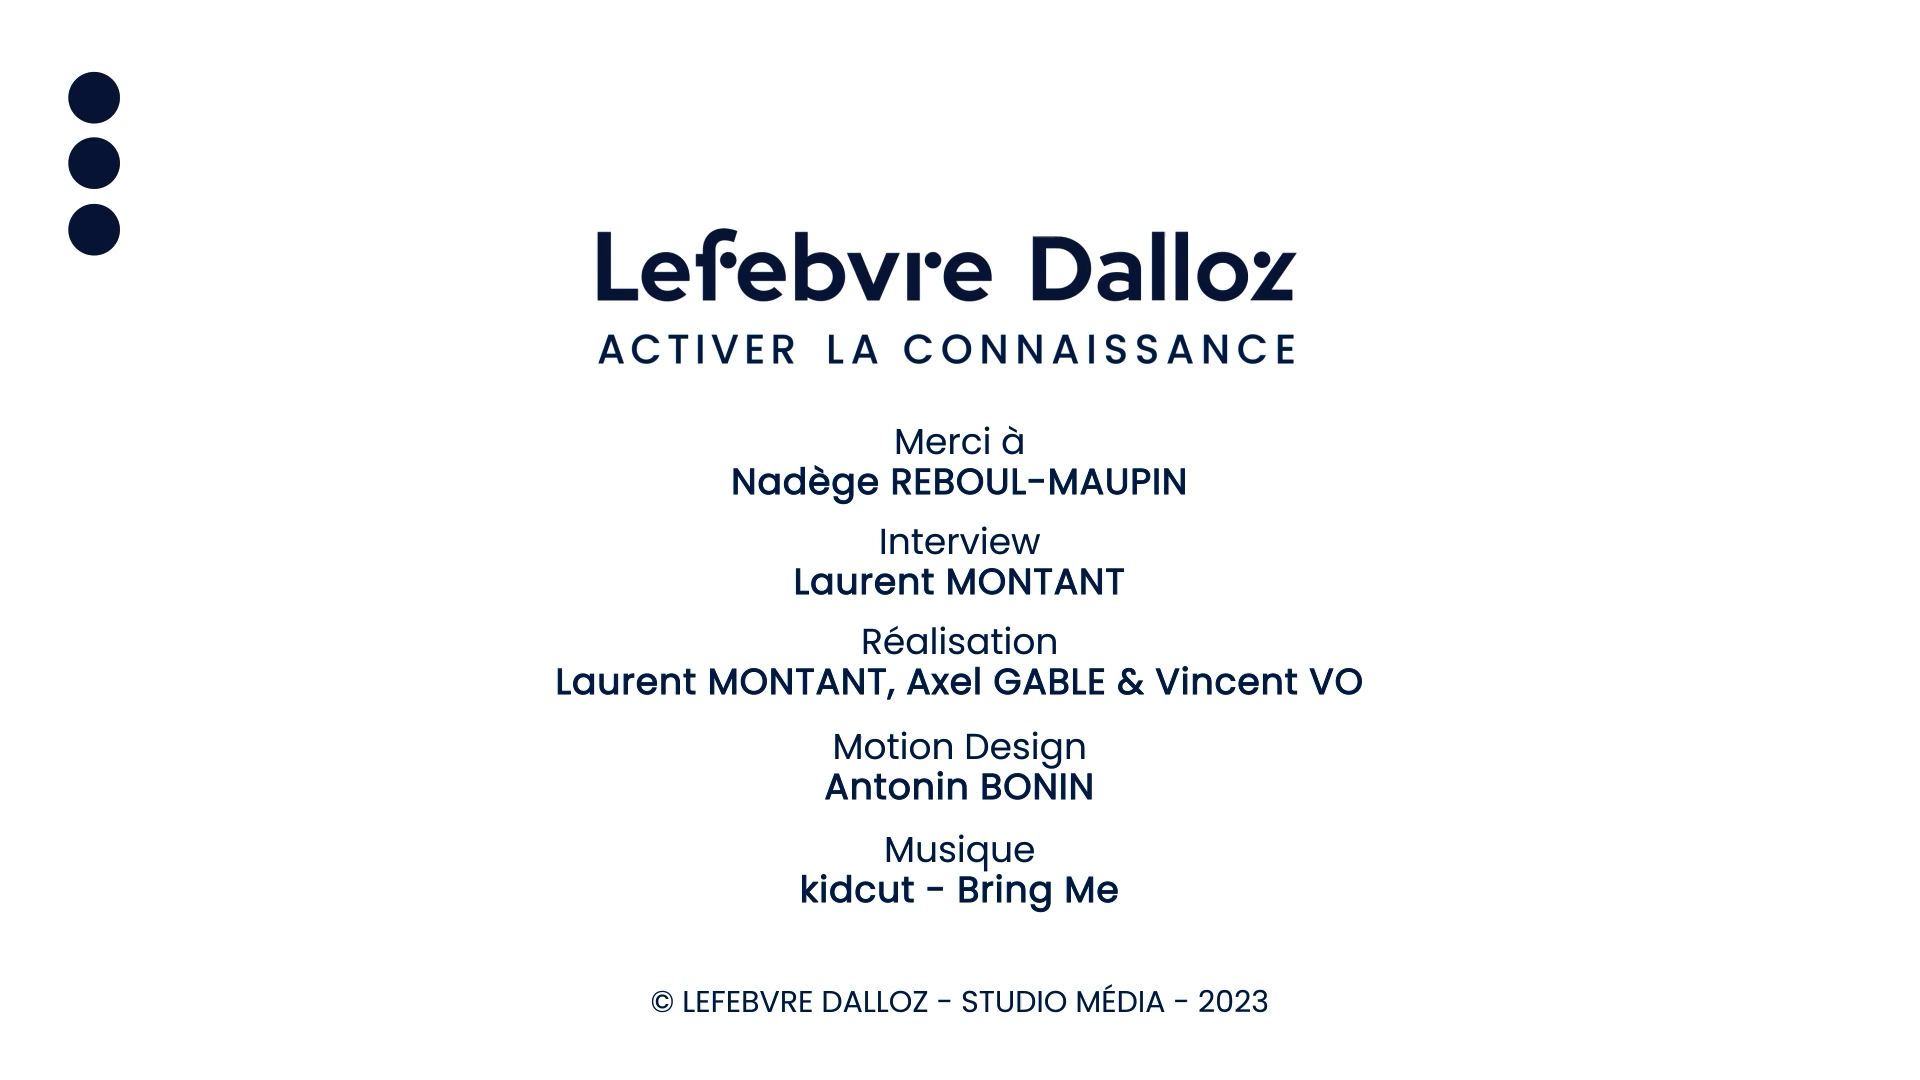 Lefebvre Dalloz
ACTIVER LA CONNAISSANCE
Merci à
Nadège REBOUL-MAUPIN
Interview
Laurent MONTANT
Réalisation
Laurent MONTANT, Axel GABLE & Vincent VO
Motion Design
Antonin BONIN
Musique
kidcut - Bring Me
© LEFEBVRE DALLOZ - STUDIO MÉDIA - 2023